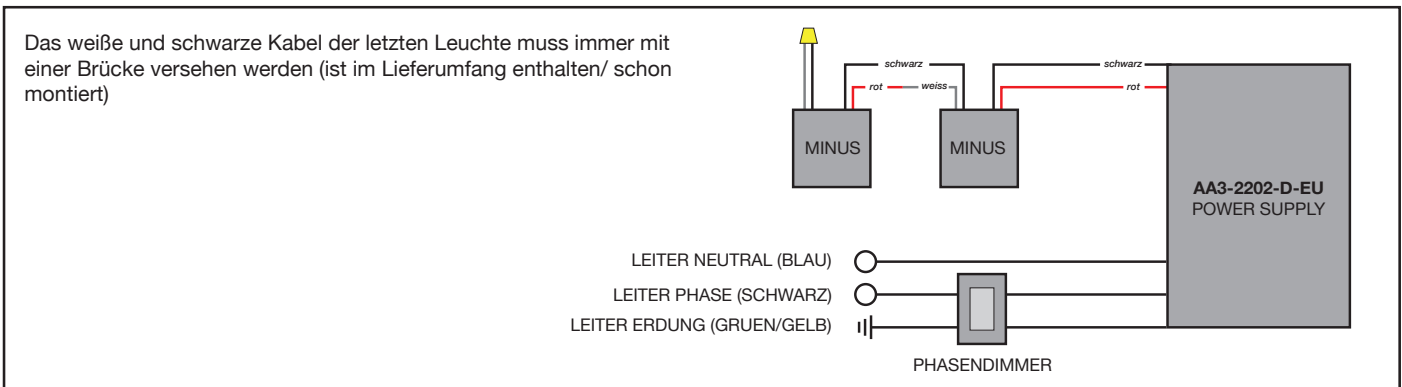 Das weiße und schwarze Kabel der letzten Leuchte muss immer mit
einer Brücke versehen werden (ist im Lieferumfang enthalten/ schon
montiert)
schwarz
schwarz
rot
weiss
rot
MINUS
MINUS
AA3-2202-D-EU
POWER SUPPLY
LEITER NEUTRAL (BLAU)
LEITER PHASE (SCHWARZ)
LEITER ERDUNG (GRUEN/GELB)
PHASENDIMMER